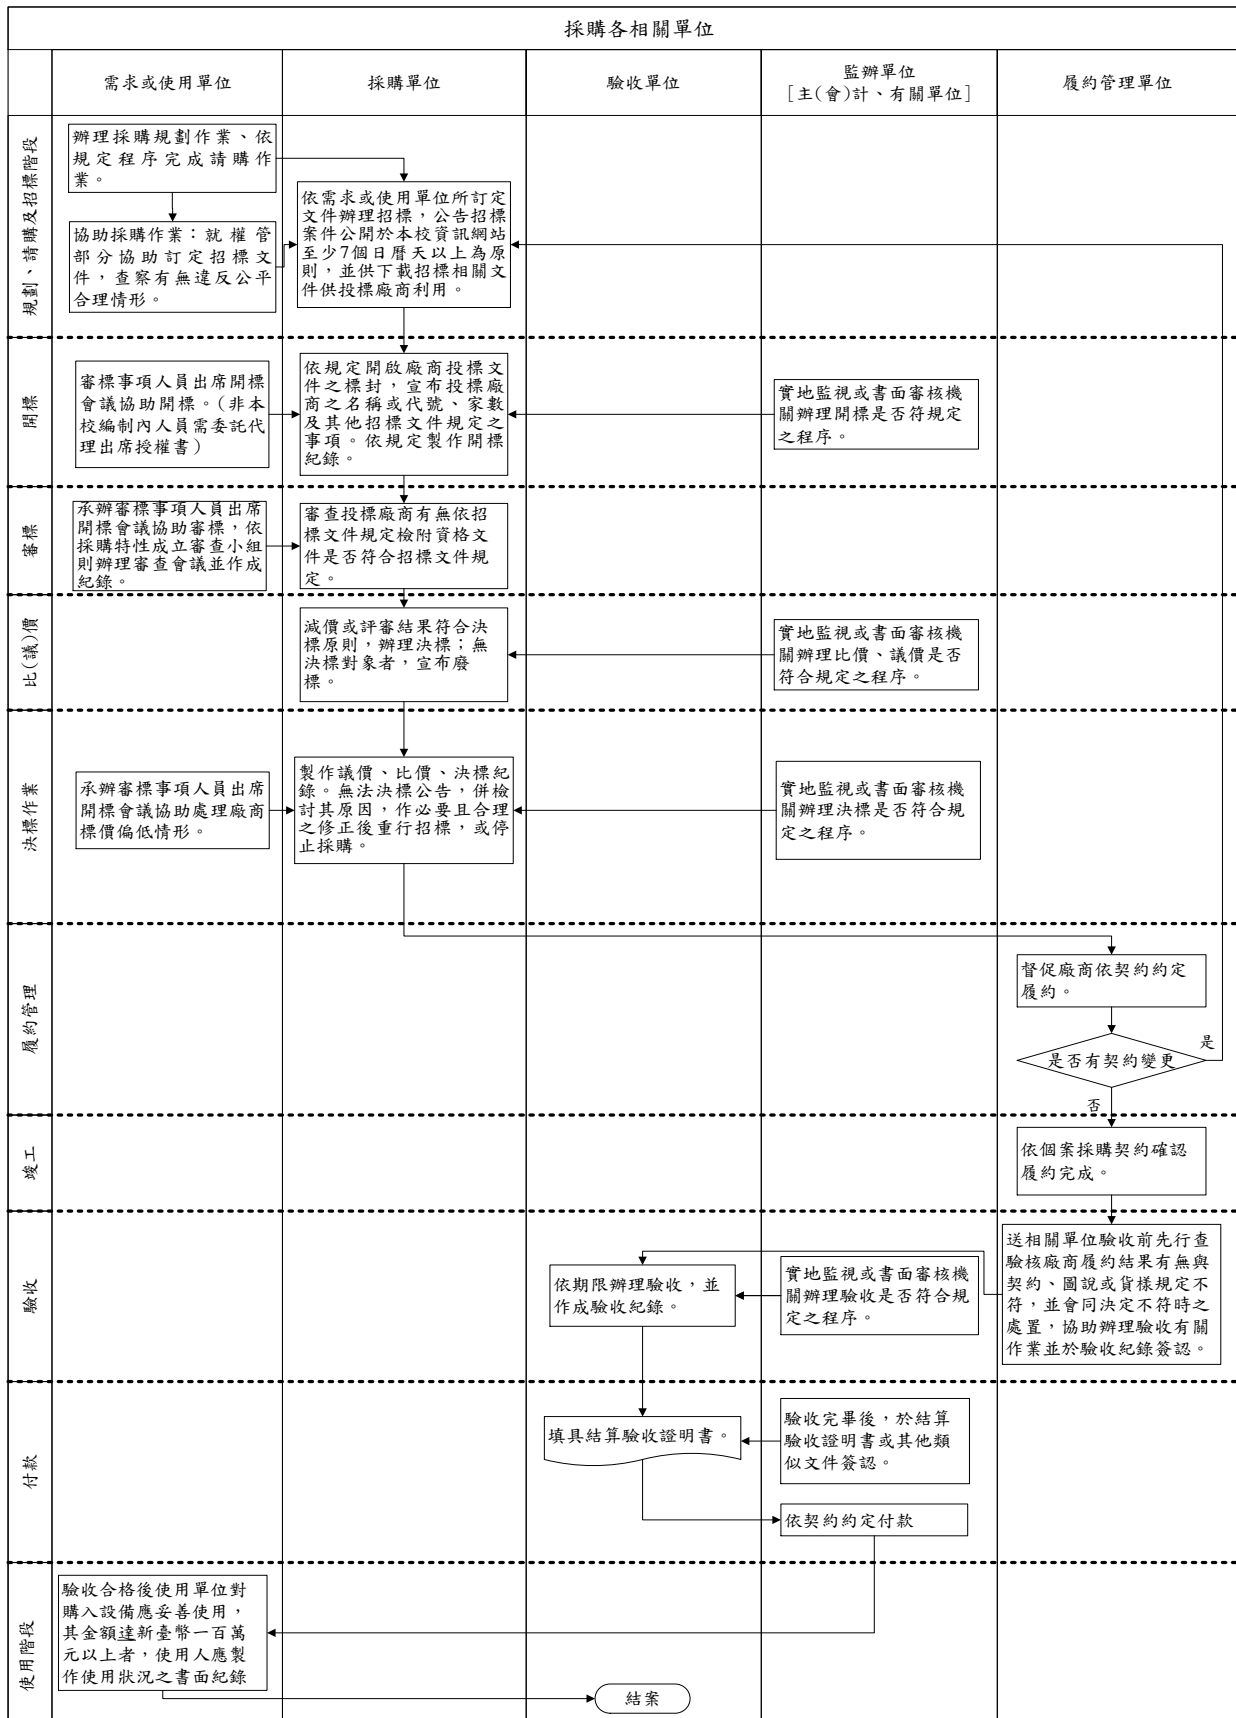 採購各相關單位
需求或使用單位
採購單位
驗收單位
監辦單位
[主(會)計、有關單位]
履約管理單位
規劃、請購及招標階段
辦理採購規劃作業、依
規定程序完成請購作
業。
協助採購作業：就權管
部分協助訂定招標文
件，查察有無違反公平
合理情形。
依需求或使用單位所訂定
文件辦理招標，公告招標
案件公開於本校資訊網站
至少7個日曆天以上為原
則，並供下載招標相關文
件供投標廠商利用。
開標
審標事項人員出席開標
會議協助開標。(非本
校編制內人員需委託代
理出席授權書)
依規定開啟廠商投標文
件之標封，宣布投標廠
商之名稱或代號、家數
及其他招標文件規定之
事項。依規定製作開標
紀錄。
實地監視或書面審核機
關辦理開標是否符規定
之程序。
審標
承辦審標事項人員出席
開標會議協助審標，依
採購特性成立審查小組
則辦理審查會議並作成
紀錄。
審查投標廠商有無依招
標文件規定檢附資格文
件是否符合招標文件規
定。
比(議)價
減價或評審結果符合決
標原則，辦理決標；無
決標對象者，宣布廢
標。
實地監視或書面審核機
關辦理比價、議價是否
符合規定之程序。
決標作業
承辦審標事項人員出席
開標會議協助處理廠商
標價偏低情形。
製作議價、比價、決標紀
錄。無法決標公告，併檢
討其原因，作必要且合理
之修正後重行招標，或停
止採購。
實地監視或書面審核機
關辦理決標是否符合規
定之程序。
履約管理
督促廠商依契約約定
履約。
是否有契約變更
是
否
竣工
依個案採購契約確認
履約完成。
驗收
依期限辦理驗收，並
作成驗收紀錄。
實地監視或書面審核機
關辦理驗收是否符合規
定之程序。
送相關單位驗收前先行查
驗核廠商履約結果有無與
契約、圖說或貨樣規定不
符，並會同決定不符時之
處置，協助辦理驗收有關
作業並於驗收紀錄簽認。
付款
填具結算驗收證明書。
驗收完畢後，於結算
驗收證明書或其他類
似文件簽認。
依契約約定付款
使用階段
驗收合格後使用單位對
購入設備應妥善使用，
其金額達新臺幣一百萬
元以上者，使用人應製
作使用狀況之書面紀錄
結案